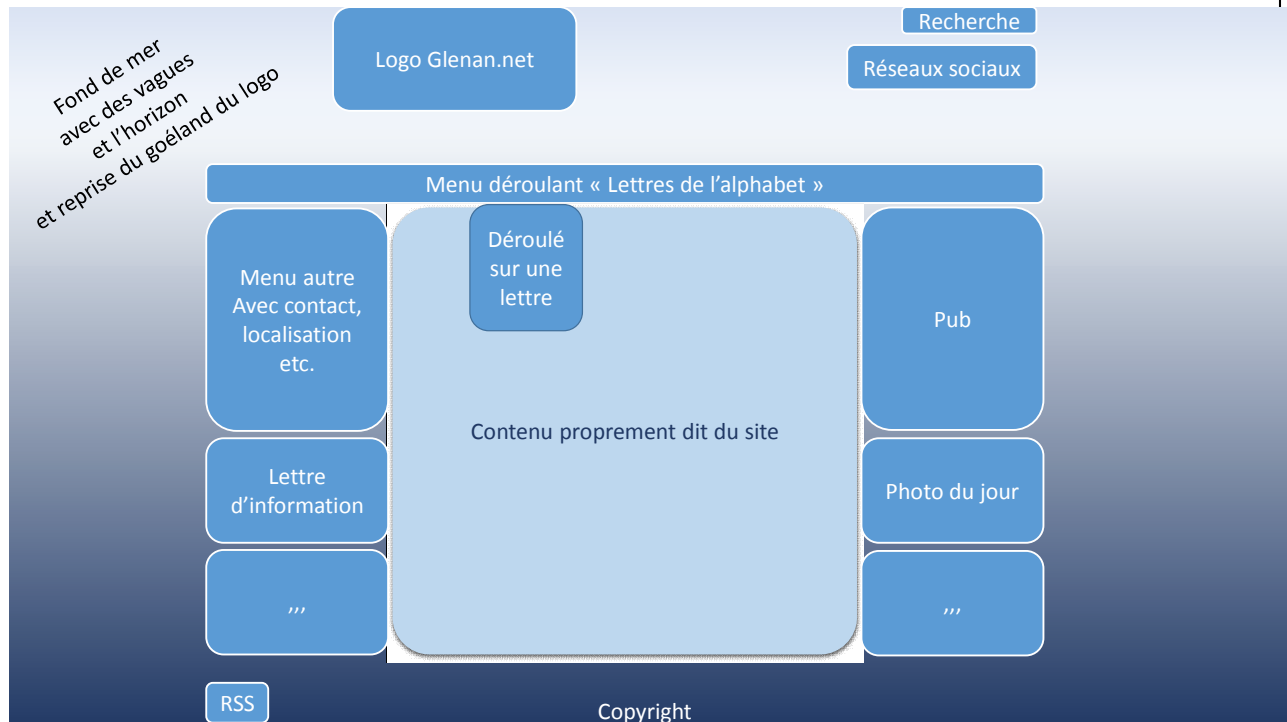 Recherche
Logo Glenan.net
Réseaux sociaux
Fond de mer
avec des vagues
et l’horizon
et reprise du goéland du logo
Menu déroulant « Lettres de l’alphabet »
Menu autre
Avec contact,
localisation
etc.
Déroulé
sur une
lettre
Pub
Contenu proprement dit du site
Lettre
d’information
Photo du jour
,,,
,,,
RSS
Copyright